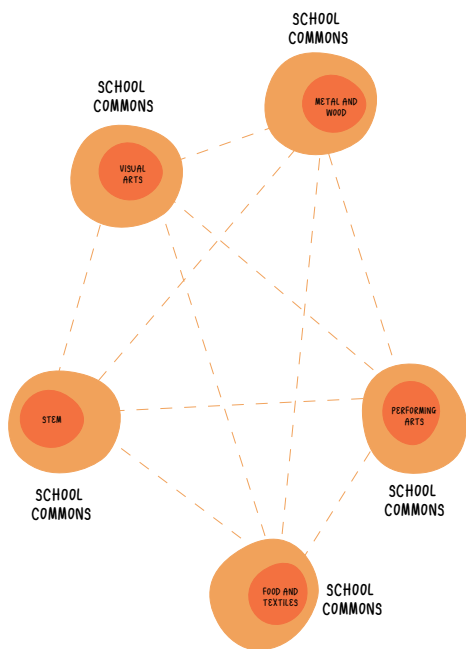 SCHOOL
COMMONS
METAL AND
WOOD
SCHOOL
COMMONS
VISUAL
ARTS
STEM
SCHOOL
COMMONS
PERFORMING
ARTS
SCHOOL
COMMONS
FOOD AND
TEXTILES
SCHOOL
COMMONS